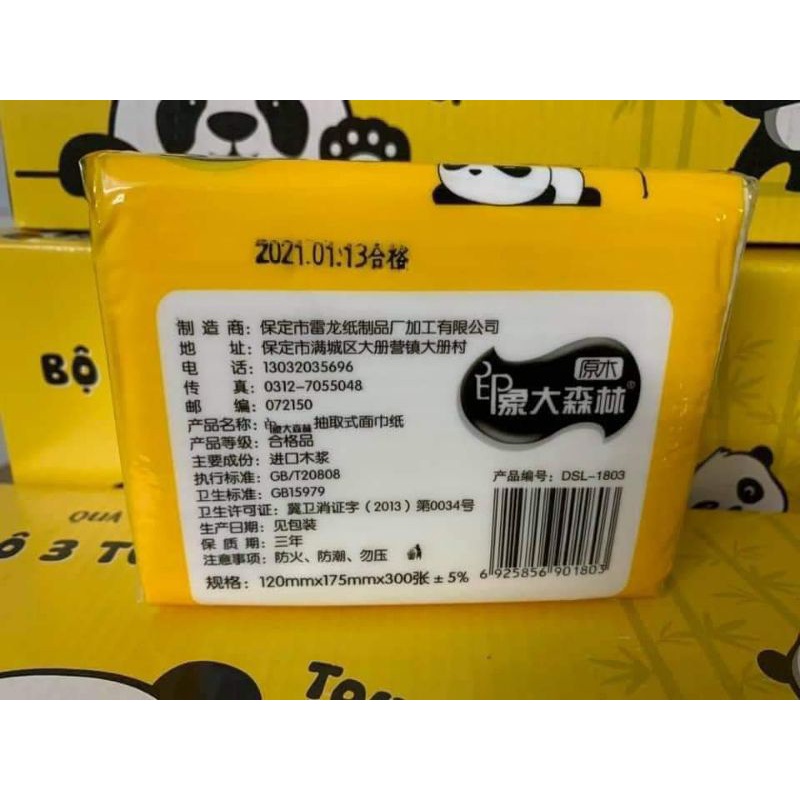 2021.01.13合格
制造商：保定市雷龙纸制品厂加工有限公司
地址：保定市满城区大册营镇大册村
电话：13032035696
传真：0312-7055048
邮编：072150
产品名称：印象大森林 抽取式面巾纸
产品等级：合格品
主要成份：进口木浆
执行标准：GB/T20808
卫生标准：GB15979
卫生许可证：冀卫消证字（2013）第0034号
生产日期：见包装
保质期：三年
注意事项：防火、防潮、勿压
规格：120mmx175mmx300张 ± 5%
原木
印象大森林®
产品编号：DSL-1803
6 925856 901803
BỘ
QUÀ
BỘ 3